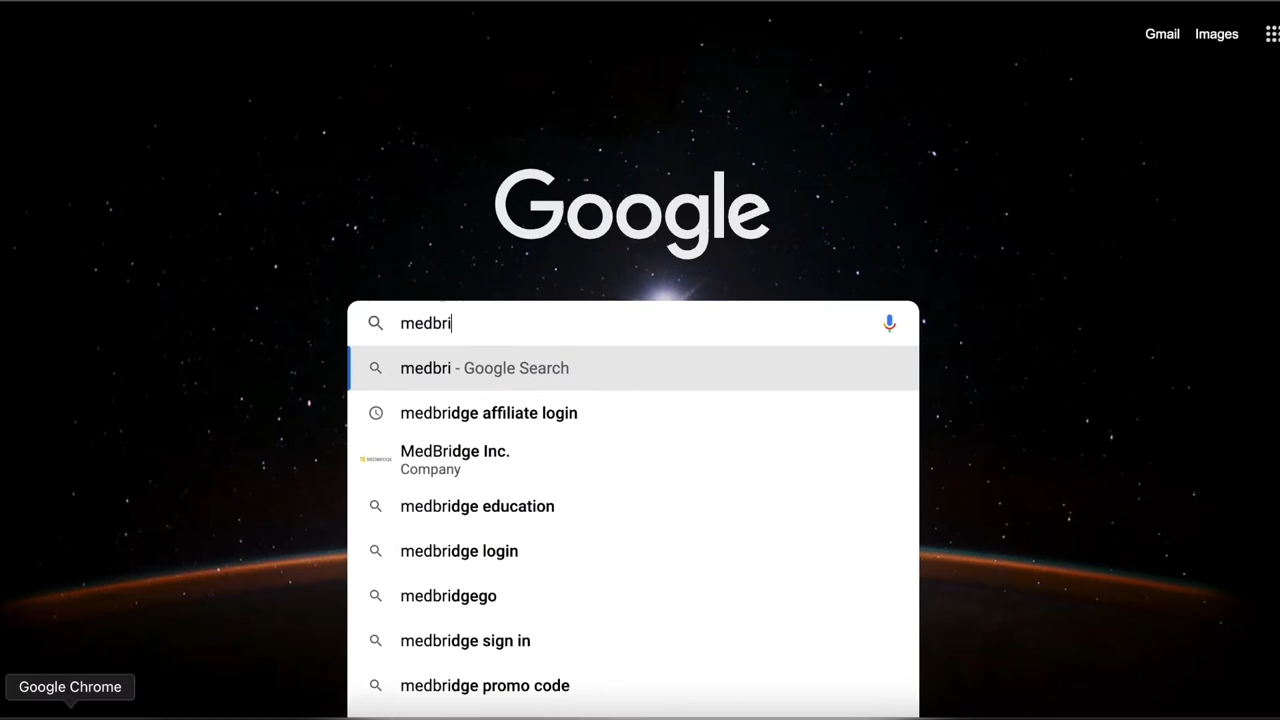 Gmail Images
Google
medbri
medbri - Google Search
medbridge affiliate login
MedBridge Inc.
Company
MEDBRIDGE
medbridge education
medbridge login
medbridgego
medbridge sign in
medbridge promo code
Google Chrome